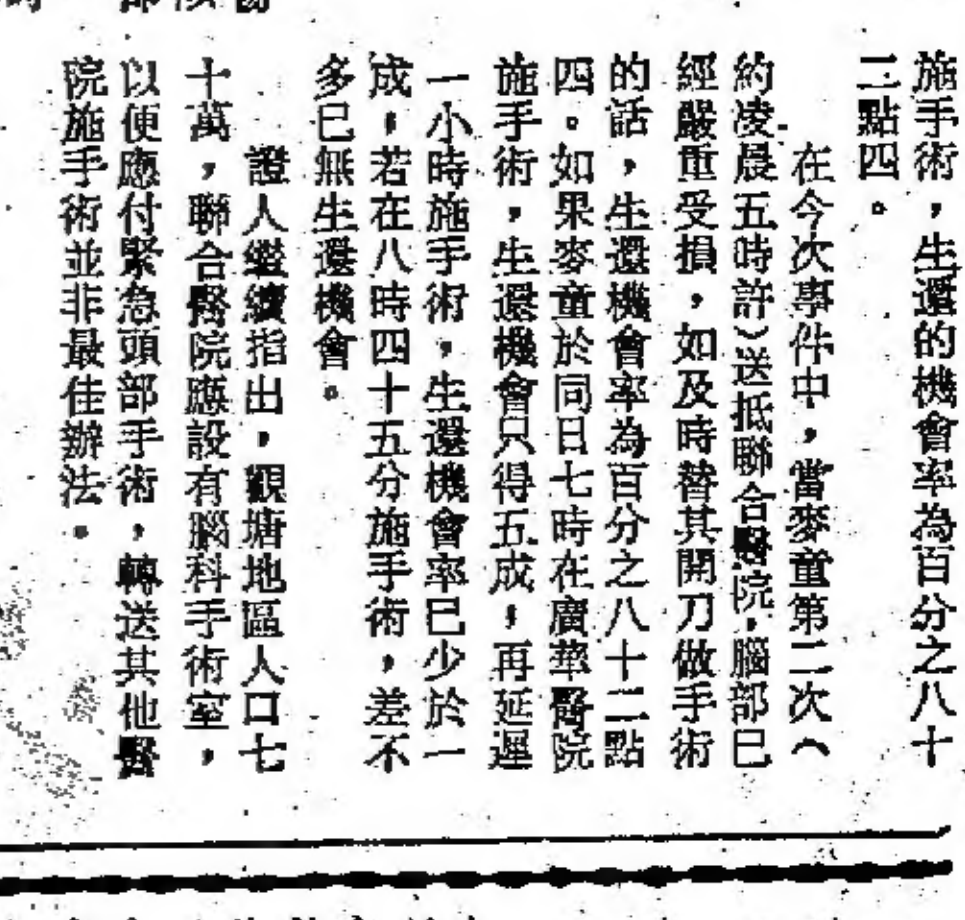 施手術，生還的機會率為百分之八十
二點四。
在今次事件中，當麥童第二次（
約凌晨五時許）送抵聯合醫院，腦部已
經嚴重受損，如及時替其開刀做手術
的話，生還機會率為百分之八十二點
四。如果麥童於同日七時在廣華醫院
施手術，生還機會只得五成，再延遲
一小時施手術，生還機會率已少於一
成，若在八時四十五分施手術，差不
多已無生還機會。
證人繼續指出，觀塘地區人口七
十萬，聯合醫院應設有腦科手術室，
以便應付緊急頭部手術，轉送其他醫
院施手術並非最佳辦法。